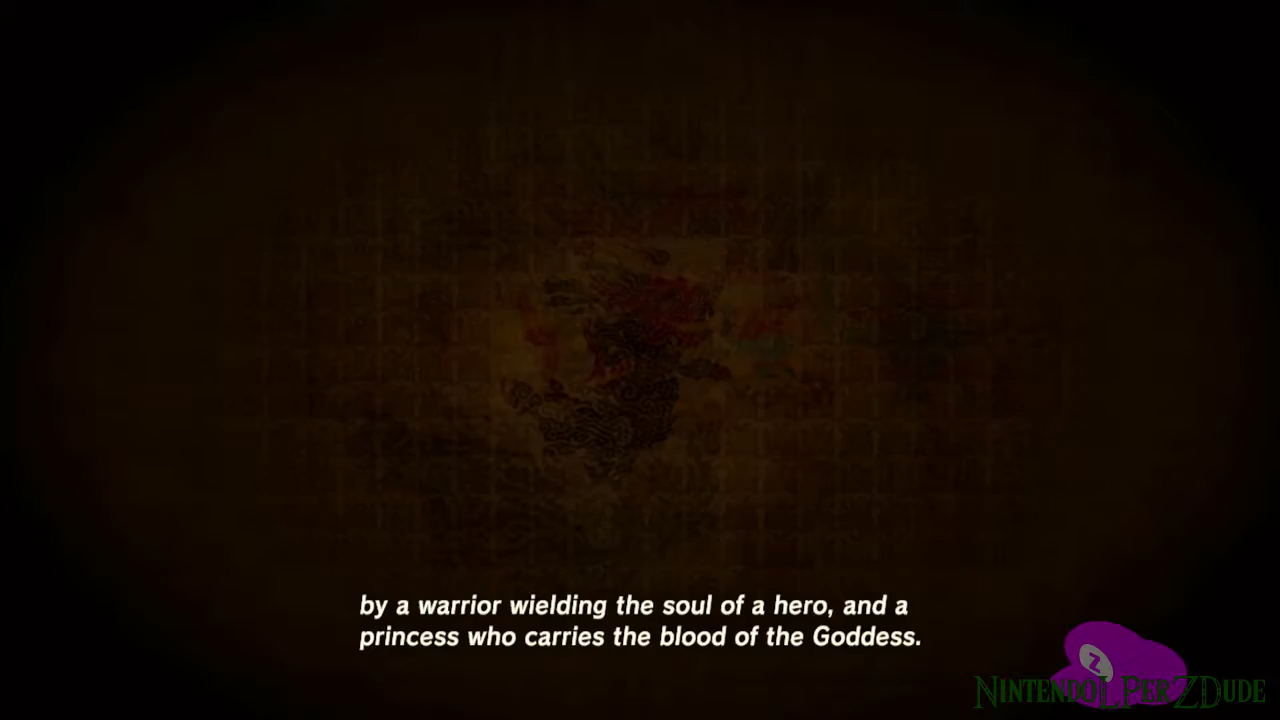 by a warrior wielding the soul of a hero, and a
princess who carries the blood of the Goddess.
Z
NintendoLPerZDude